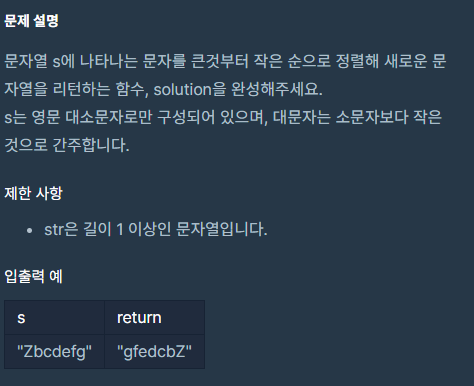 문제 설명
문자열 s에 나타나는 문자를 큰것부터 작은 순으로 정렬해 새로운 문
자열을 리턴하는 함수, solution을 완성해주세요.
s는 영문 대소문자로만 구성되어 있으며, 대문자는 소문자보다 작은
것으로 간주합니다.
제한 사항
• str은 길이 1 이상인 문자열입니다.
입출력 예
s return
"Zbcdefg" "gfedcbZ"